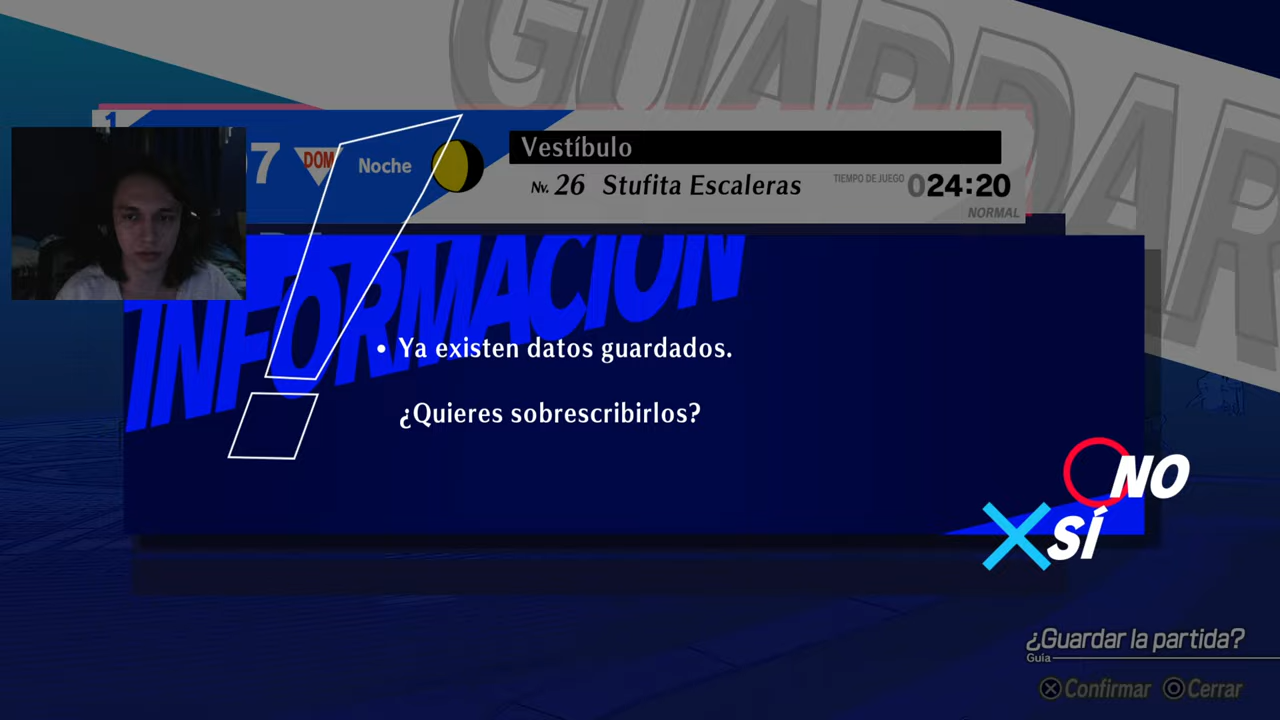 GUARDAR
1
7 DOM Noche
Vestíbulo
Nv. 26 Stufita Escaleras TIEMPO DE JUEGO 024:20
NORMAL
INFORMACIÓN
• Ya existen datos guardados.
¿Quieres sobrescribirlos?
NO
SÍ
¿Guardar la partida?
Guía
Confirmar Cerrar